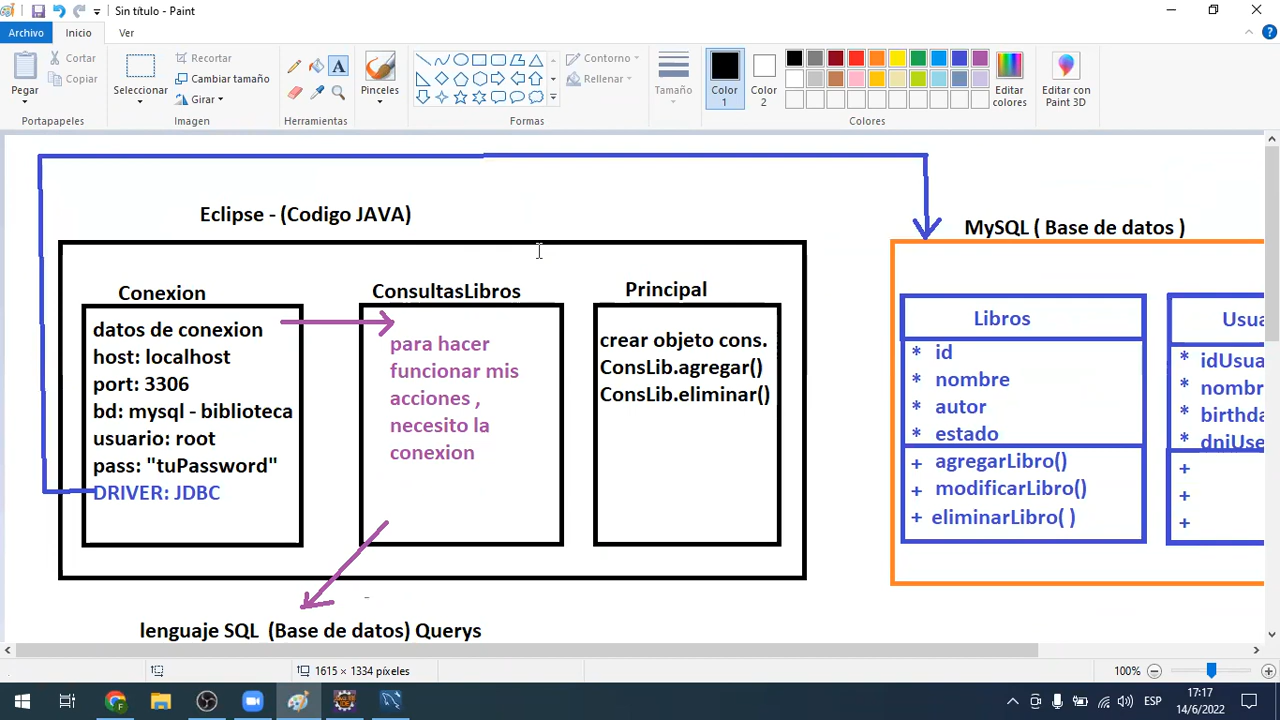 Sin título - Paint
Archivo
Inicio
Ver
Pegar
Cortar
Copiar
Portapapeles
Seleccionar
Recortar
Cambiar tamaño
Girar
Imagen
A
Herramientas
Pinceles
Contorno
Rellenar
Formas
Tamaño
Color 1
Color 2
Editar colores
Colores
Editar con Paint 3D
Eclipse - (Codigo JAVA)
Conexion
datos de conexion
host: localhost
port: 3306
bd: mysql - biblioteca
usuario: root
pass: "tuPassword"
DRIVER: JDBC
ConsultasLibros
para hacer
funcionar mis
acciones ,
necesito la
conexion
Principal
crear objeto cons.
ConsLib.agregar()
ConsLib.eliminar()
lenguaje SQL (Base de datos) Querys
MySQL ( Base de datos )
Libros
* id
* nombre
* autor
* estado
+ agregarLibro()
+ modificarLibro()
+ eliminarLibro( )
Usua
* idUsua
* nombr
* birthda
* dniUse
+
+
+
1615 × 1334 píxeles
100%
ESP
17:17
14/6/2022